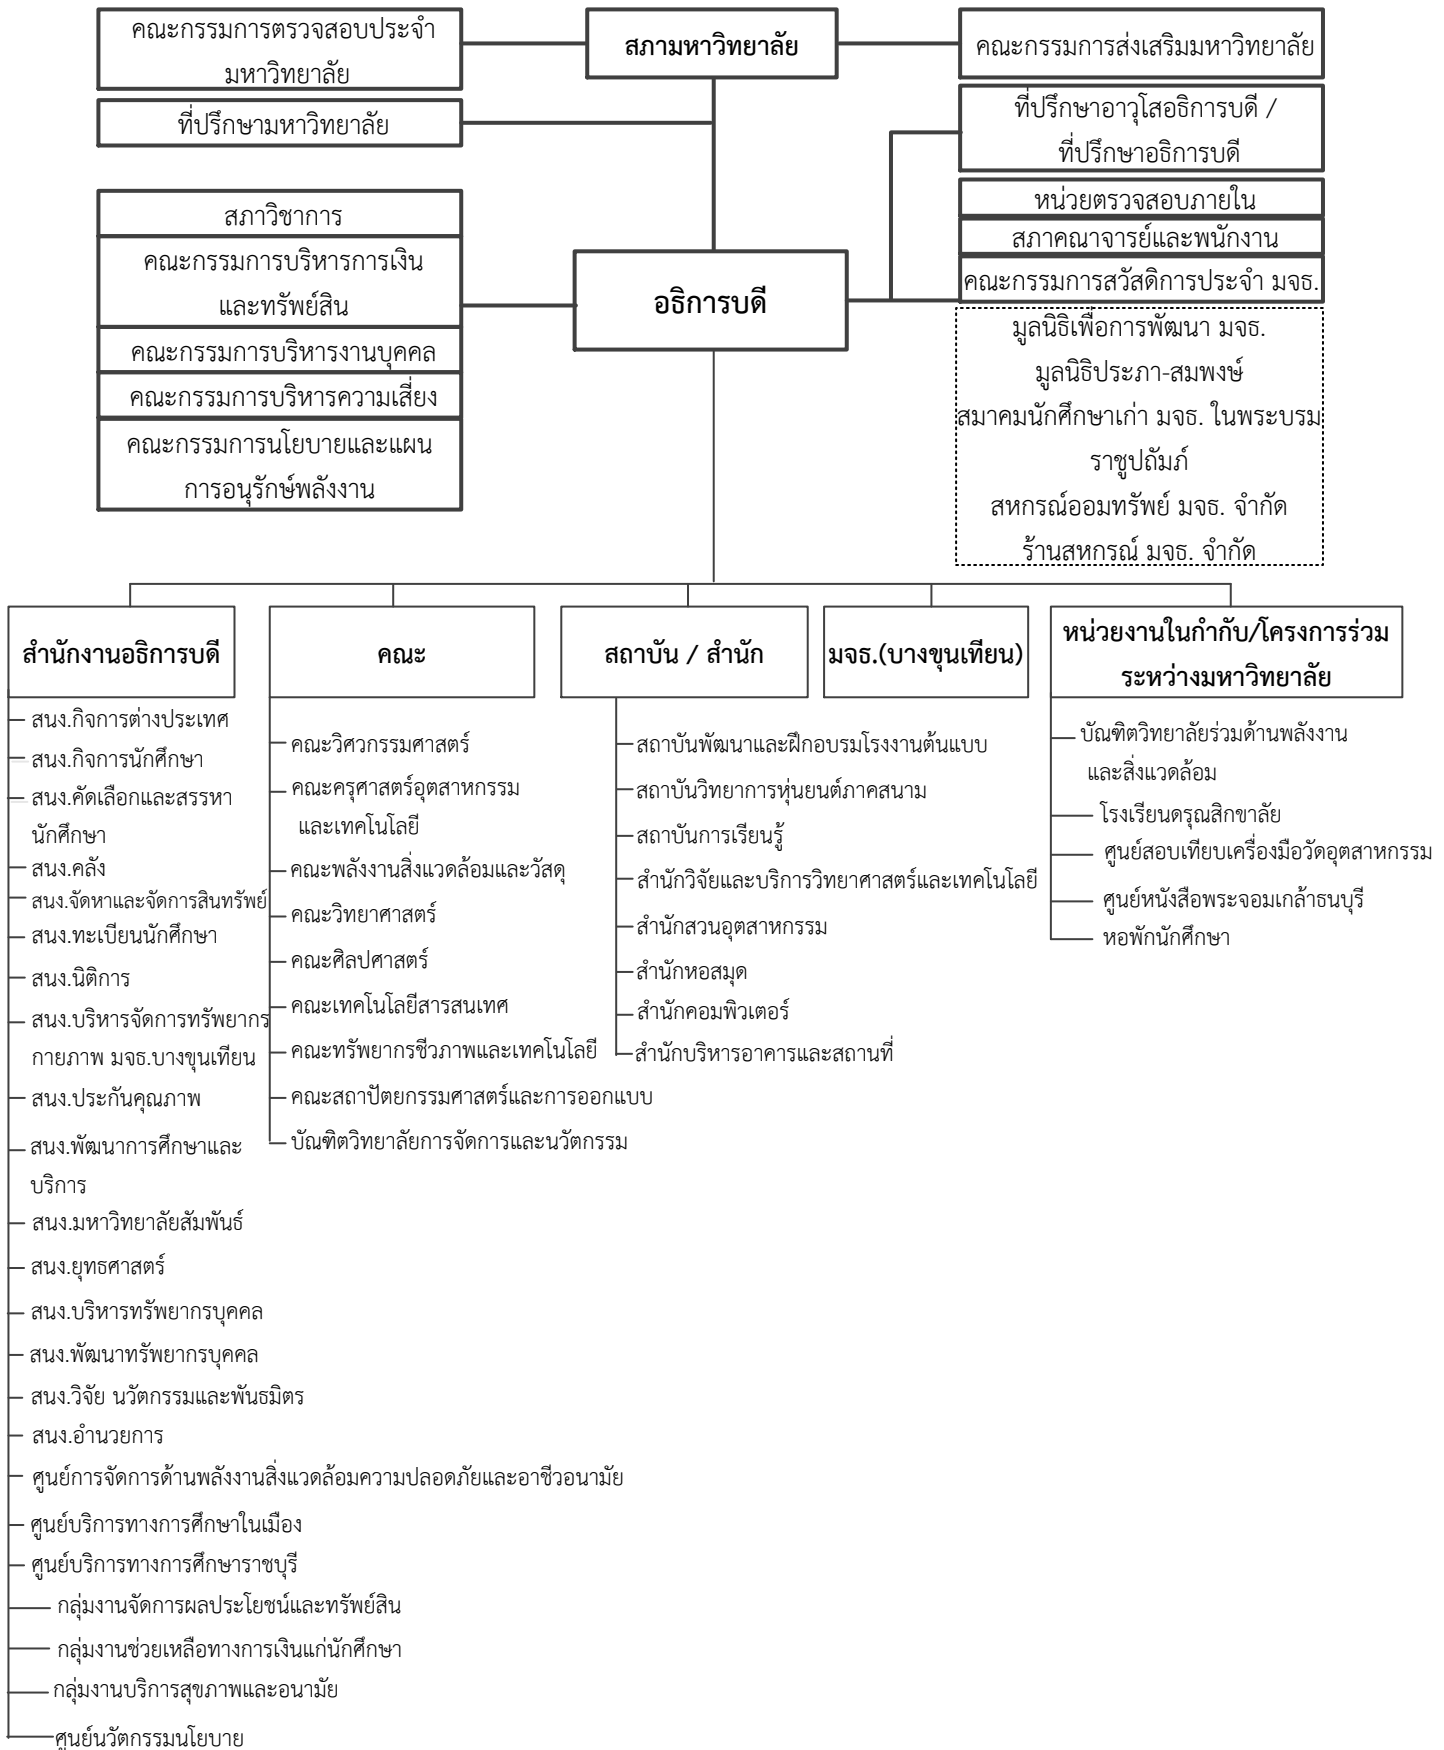 คณะกรรมการตรวจสอบประจำ
มหาวิทยาลัย
สภามหาวิทยาลัย
คณะกรรมการส่งเสริมมหาวิทยาลัย
ที่ปรึกษามหาวิทยาลัย
ที่ปรึกษาอาวุโสอธิการบดี /
ที่ปรึกษาอธิการบดี
หน่วยตรวจสอบภายใน
สภาคณาจารย์และพนักงาน
คณะกรรมการสวัสดิการประจำ มจธ.
สภาวิชาการ
คณะกรรมการบริหารการเงิน
และทรัพย์สิน
คณะกรรมการบริหารงานบุคคล
คณะกรรมการบริหารความเสี่ยง
คณะกรรมการนโยบายและแผน
การอนุรักษ์พลังงาน
อธิการบดี
มูลนิธิเพื่อการพัฒนา มจธ.
มูลนิธิประภา-สมพงษ์
สมาคมนักศึกษาเก่า มจธ. ในพระบรม
ราชูปถัมภ์
สหกรณ์ออมทรัพย์ มจธ. จำกัด
ร้านสหกรณ์ มจธ. จำกัด
สำนักงานอธิการบดี
สนง.กิจการต่างประเทศ
สนง.กิจการนักศึกษา
สนง.คัดเลือกและสรรหา
นักศึกษา
สนง.คลัง
สนง.จัดหาและจัดการสินทรัพย์
สนง.ทะเบียนนักศึกษา
สนง.นิติการ
สนง.บริหารจัดการทรัพยากร
กายภาพ มจธ.บางขุนเทียน
สนง.ประกันคุณภาพ
สนง.พัฒนาการศึกษาและ
บริการ
สนง.มหาวิทยาลัยสัมพันธ์
สนง.ยุทธศาสตร์
สนง.บริหารทรัพยากรบุคคล
สนง.พัฒนาทรัพยากรบุคคล
สนง.วิจัย นวัตกรรมและพันธมิตร
สนง.อำนวยการ
ศูนย์การจัดการด้านพลังงานสิ่งแวดล้อมความปลอดภัยและอาชีวอนามัย
ศูนย์บริการทางการศึกษาในเมือง
ศูนย์บริการทางการศึกษาราชบุรี
กลุ่มงานจัดการผลประโยชน์และทรัพย์สิน
กลุ่มงานช่วยเหลือทางการเงินแก่นักศึกษา
กลุ่มงานบริการสุขภาพและอนามัย
ศูนย์นวัตกรรมนโยบาย
คณะ
คณะวิศวกรรมศาสตร์
คณะครุศาสตร์อุตสาหกรรม
และเทคโนโลยี
คณะพลังงานสิ่งแวดล้อมและวัสดุ
คณะวิทยาศาสตร์
คณะศิลปศาสตร์
คณะเทคโนโลยีสารสนเทศ
คณะทรัพยากรชีวภาพและเทคโนโลยี
คณะสถาปัตยกรรมศาสตร์และการออกแบบ
บัณฑิตวิทยาลัยการจัดการและนวัตกรรม
สถาบัน / สำนัก
สถาบันพัฒนาและฝึกอบรมโรงงานต้นแบบ
สถาบันวิทยาการหุ่นยนต์ภาคสนาม
สถาบันการเรียนรู้
สำนักวิจัยและบริการวิทยาศาสตร์และเทคโนโลยี
สำนักสวนอุตสาหกรรม
สำนักหอสมุด
สำนักคอมพิวเตอร์
สำนักบริหารอาคารและสถานที่
มจธ.(บางขุนเทียน)
หน่วยงานในกำกับ/โครงการร่วม
ระหว่างมหาวิทยาลัย
บัณฑิตวิทยาลัยร่วมด้านพลังงาน
และสิ่งแวดล้อม
โรงเรียนดรุณสิกขาลัย
ศูนย์สอบเทียบเครื่องมือวัดอุตสาหกรรม
ศูนย์หนังสือพระจอมเกล้าธนบุรี
หอพักนักศึกษา